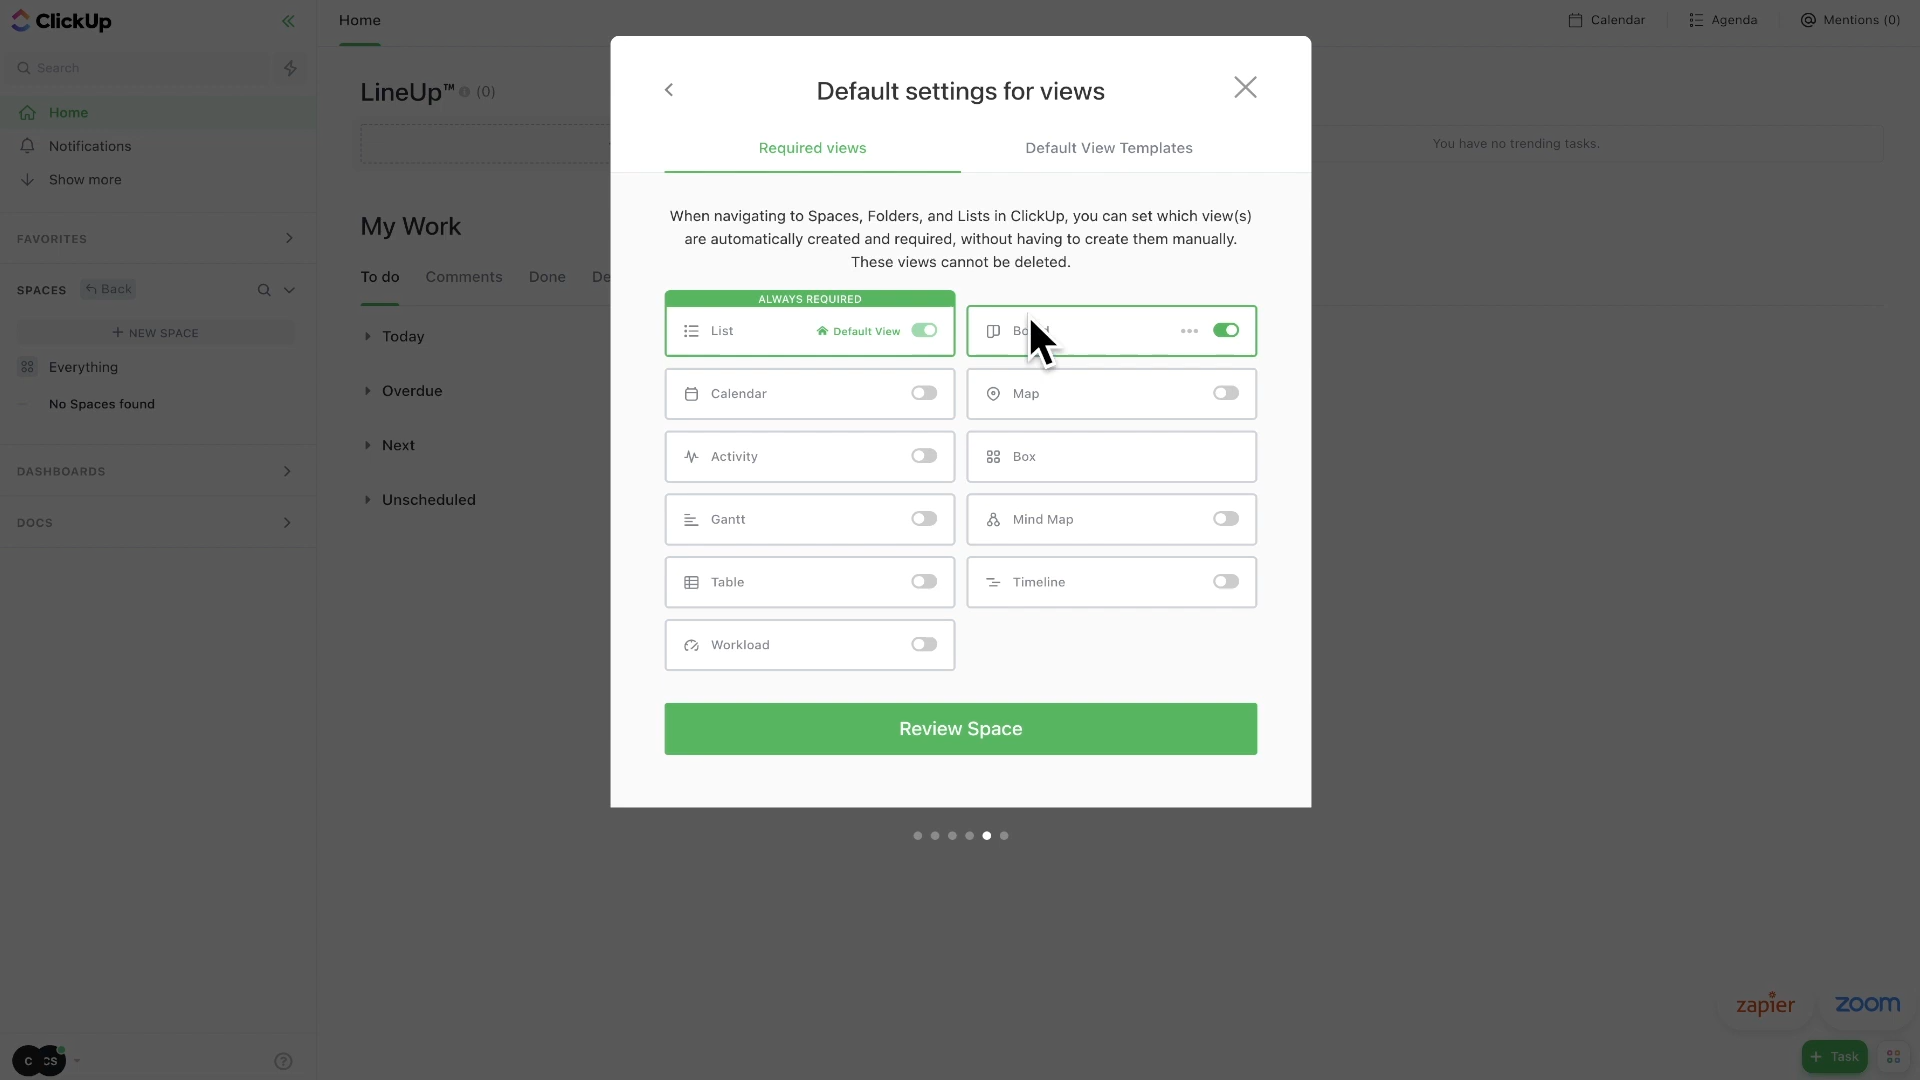 ClickUp
Search
Home
Notifications
Show more
FAVORITES
SPACES
Back
+ NEW SPACE
Everything
No Spaces found
DASHBOARDS
DOCS
C
CS
Home
Calendar
Agenda
Mentions (0)
LineUp™ (0)
You have no trending tasks.
My Work
To do
Comments
Done
Today
Overdue
Next
Unscheduled
Default settings for views
Required views
Default View Templates
When navigating to Spaces, Folders, and Lists in ClickUp, you can set which view(s)
are automatically created and required, without having to create them manually.
These views cannot be deleted.
ALWAYS REQUIRED
List
Default View
Calendar
Map
Activity
Box
Gantt
Mind Map
Table
Timeline
Workload
Review Space
zapier
zoom
+ Task